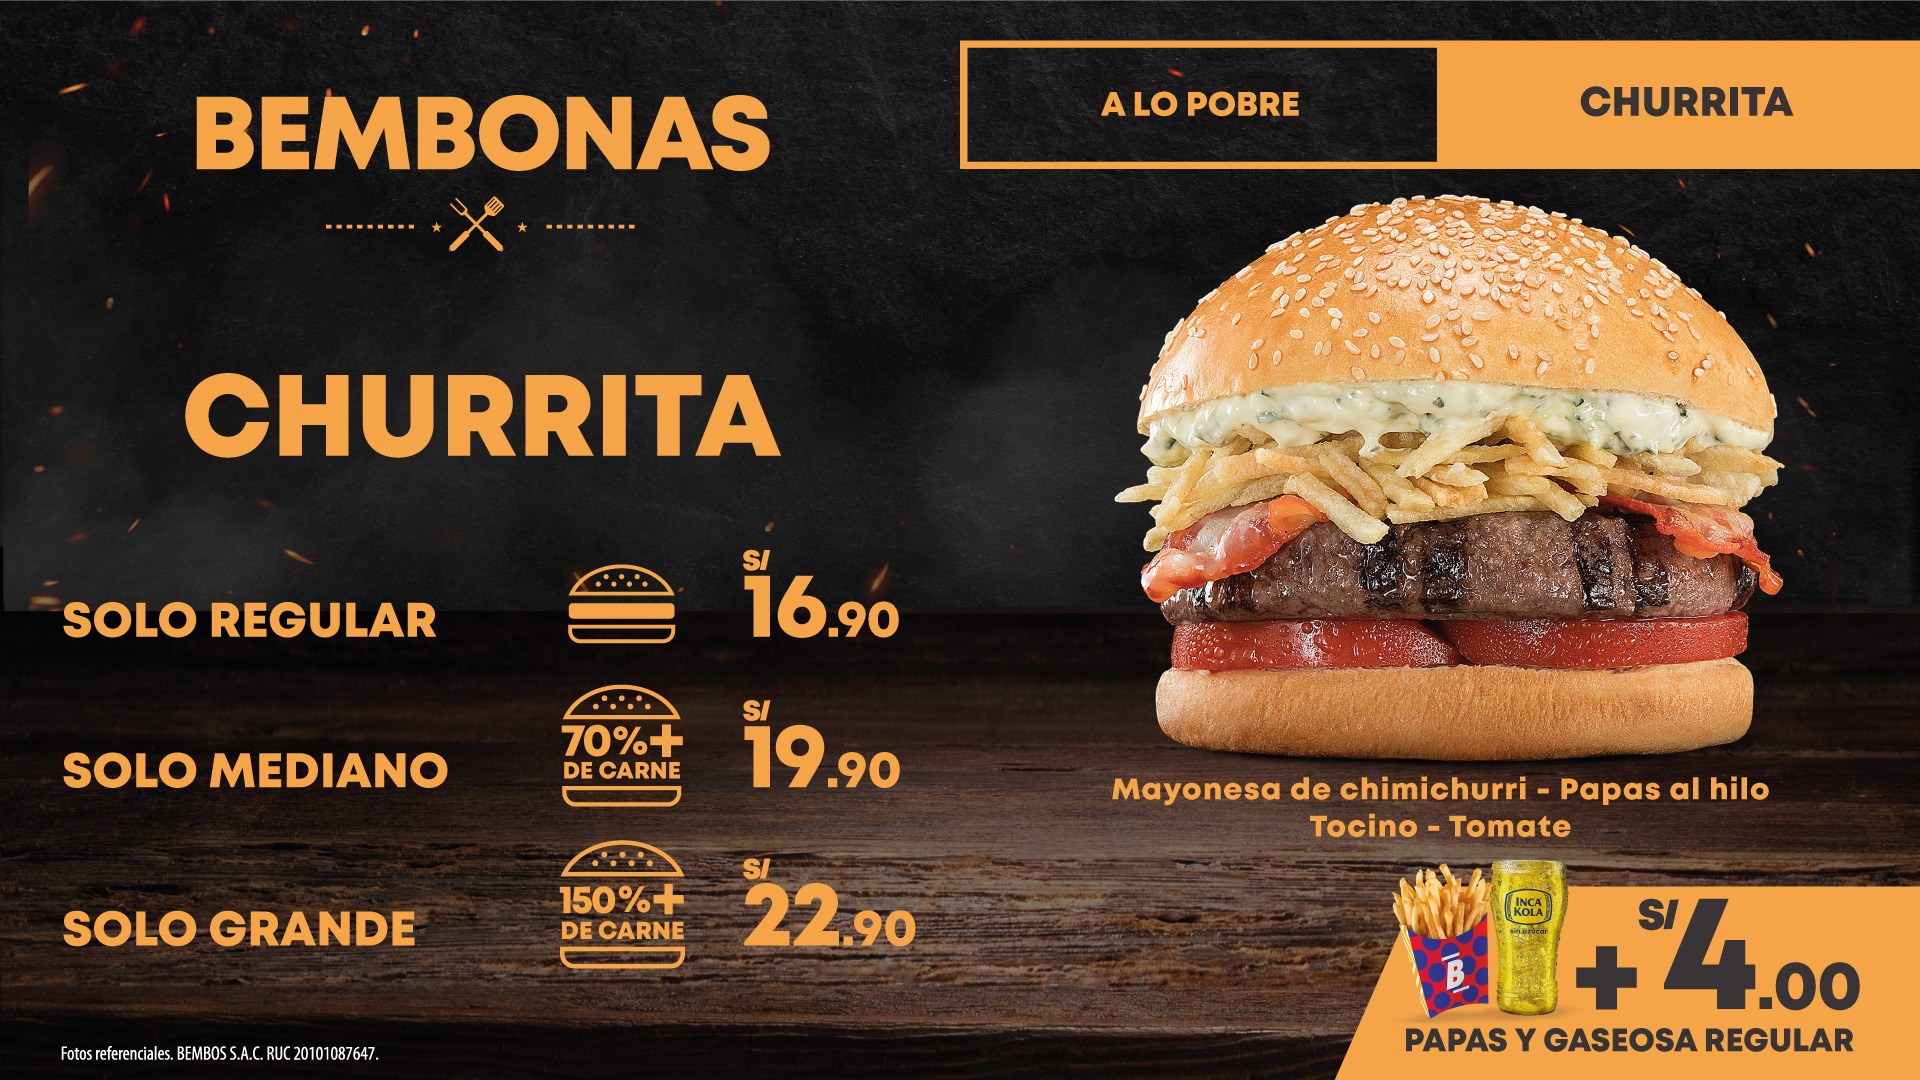 BEMBONAS
A LO POBRE
CHURRITA
CHURRITA
SOLO REGULAR
S/ 16.90
SOLO MEDIANO
70%+
DE CARNE
S/ 19.90
SOLO GRANDE
150%+
DE CARNE
S/ 22.90
Mayonesa de chimichurri - Papas al hilo
Tocino - Tomate
B
INCA
KOLA
sin azúcar
+ S/ 4.00
PAPAS Y GASEOSA REGULAR
Fotos referenciales. BEMBOS S.A.C. RUC 20101087647.